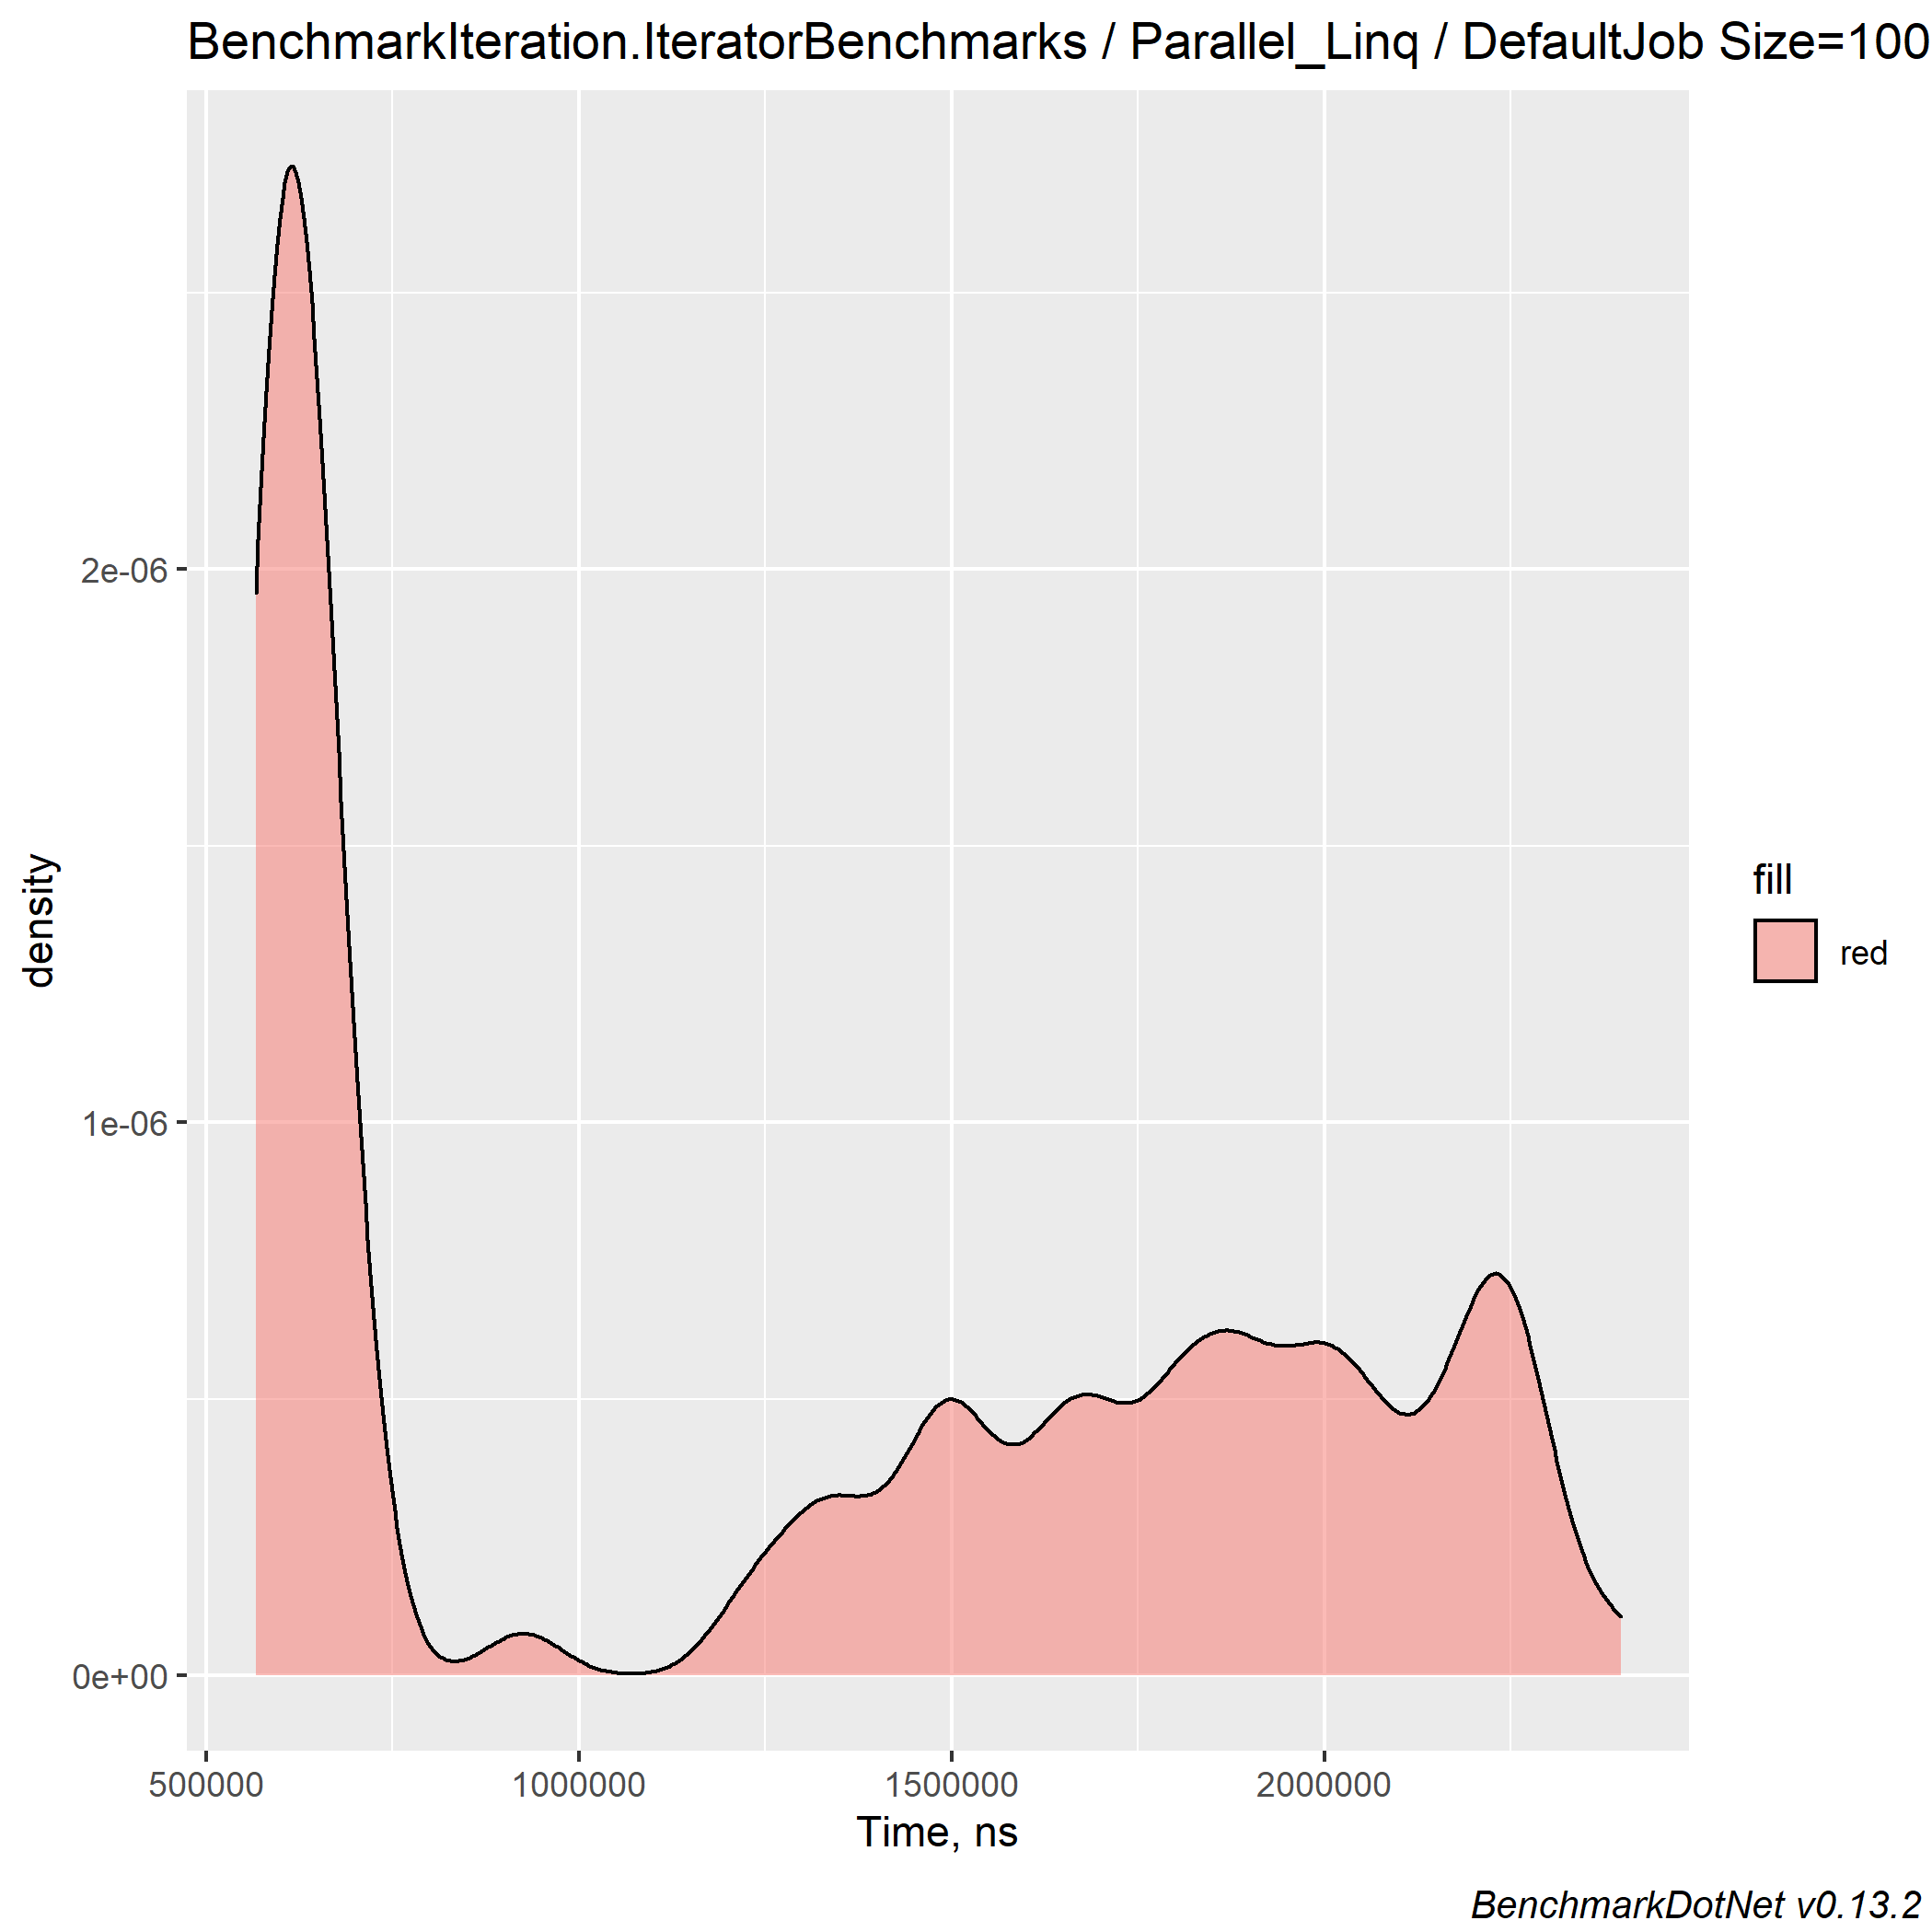 BenchmarkIteration.IteratorBenchmarks / Parallel_Linq / DefaultJob Size=100
2e-06
1e-06
0e+00
density
500000 1000000 1500000 2000000
Time, ns
fill
red
BenchmarkDotNet v0.13.2